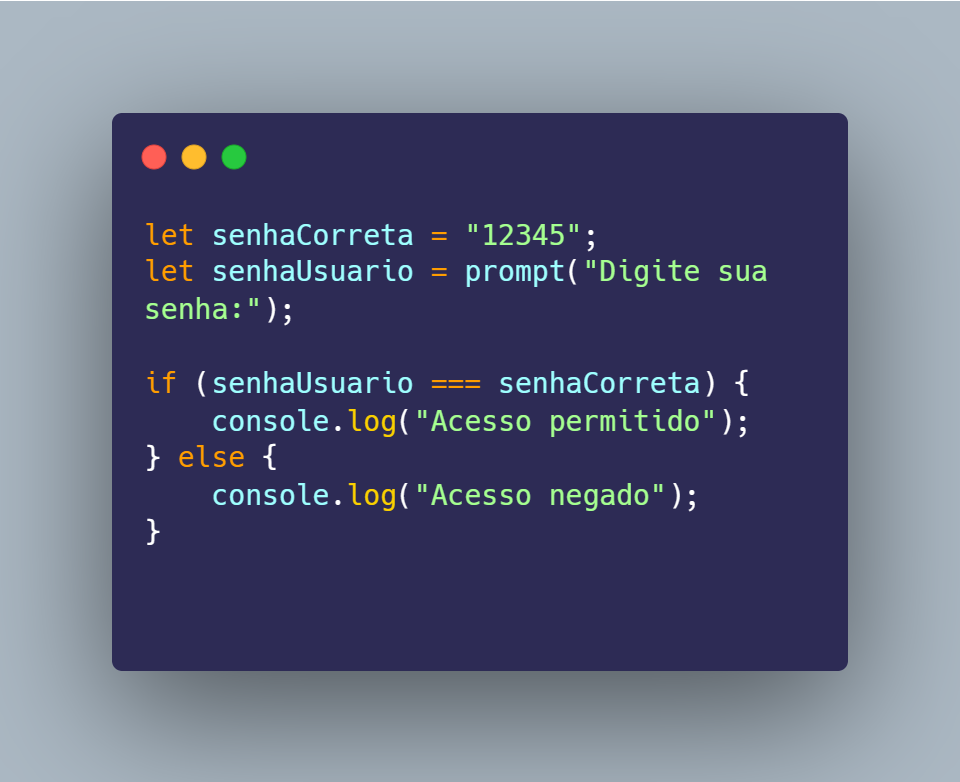 let senhaCorreta = "12345";
let senhaUsuario = prompt("Digite sua
senha:");

if (senhaUsuario === senhaCorreta) {
    console.log("Acesso permitido");
} else {
    console.log("Acesso negado");
}